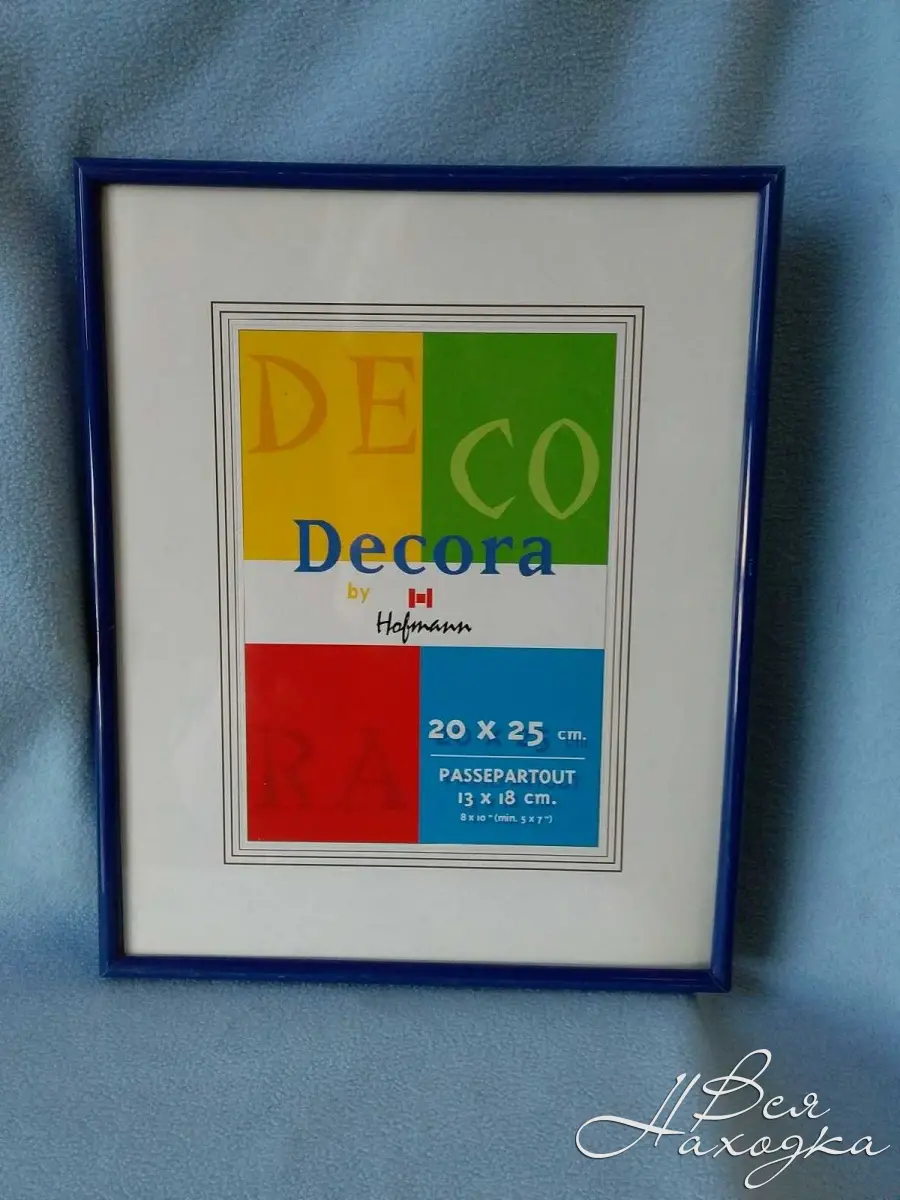 DE
CO
Decora
by
H
Hofmann
RA
20 x 25 cm.
PASSEPARTOUT
13 x 18 cm.
8 x 10 " (min. 5 x 7 ")
Вся
Находка